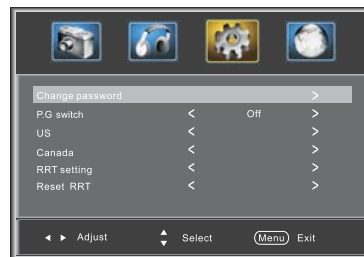 Change password >
P.G switch < Off >
US < >
Canada < >
RRT setting < >
Reset RRT < >
◄ ► Adjust ▲▼ Select Menu Exit